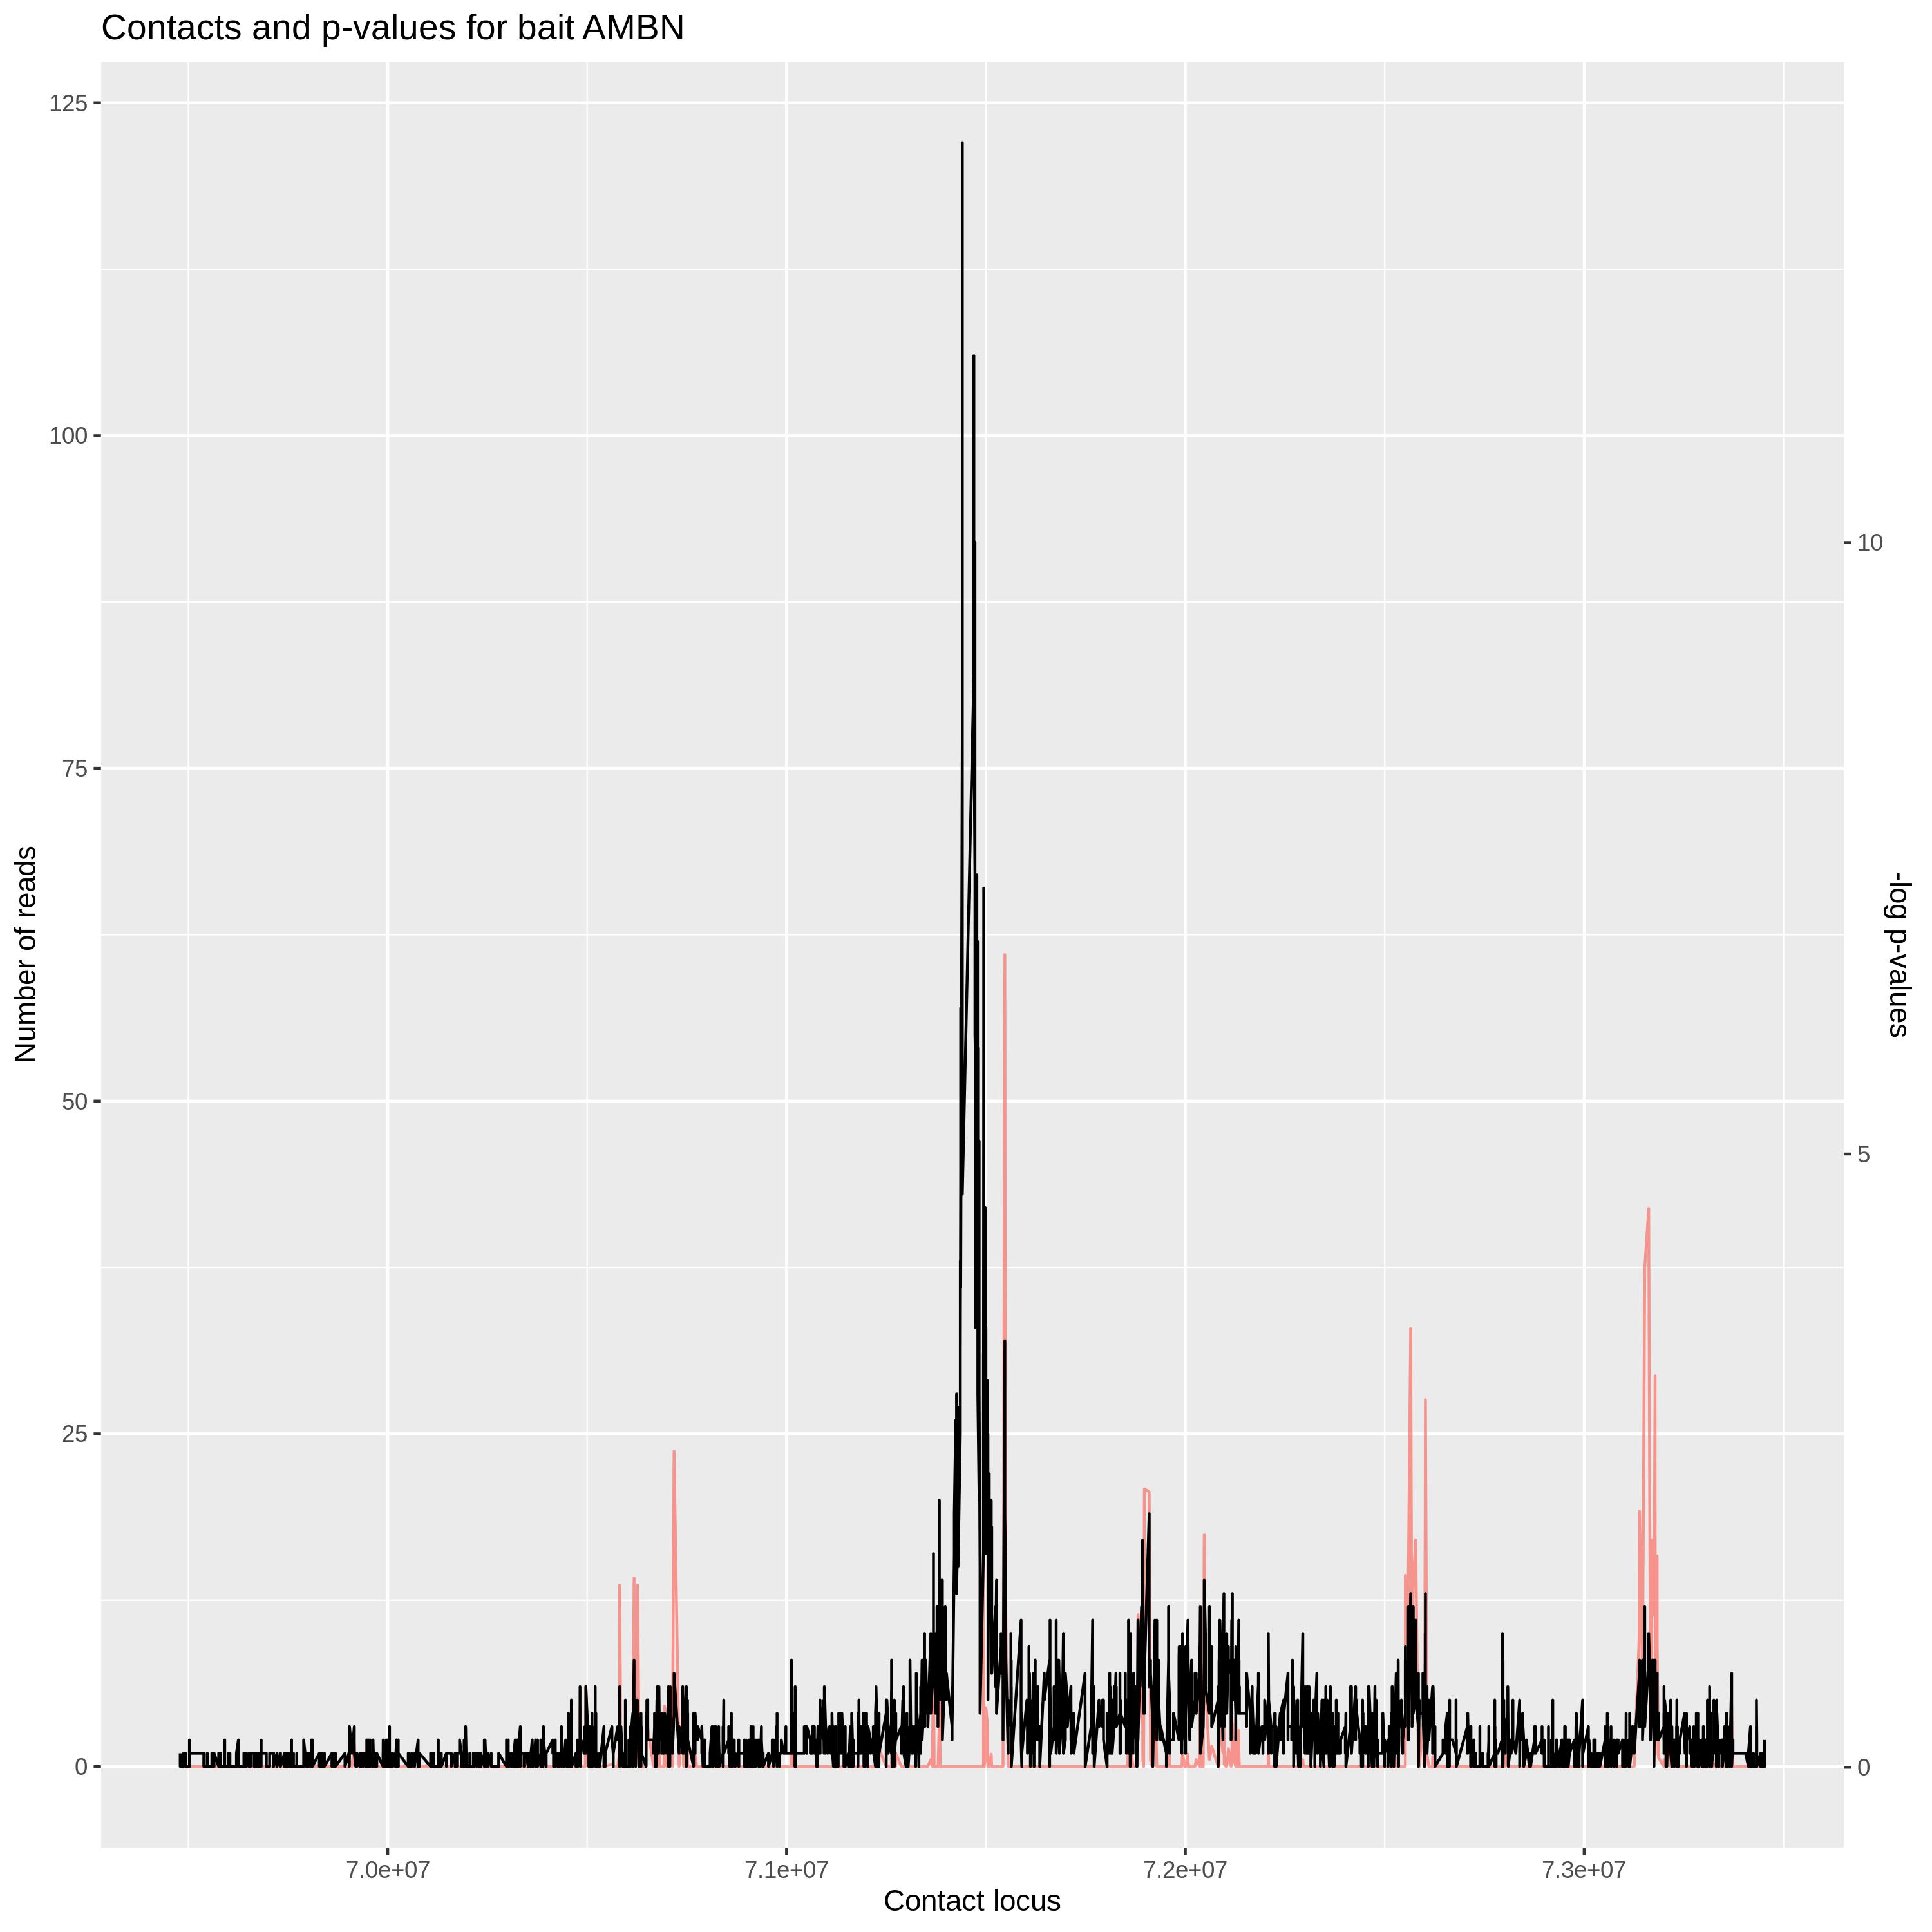 Contacts and p-values for bait AMBN
125
100
75
50
25
0
Number of reads
10
5
0
-log p-values
7.0e+07
7.1e+07
7.2e+07
7.3e+07
Contact locus